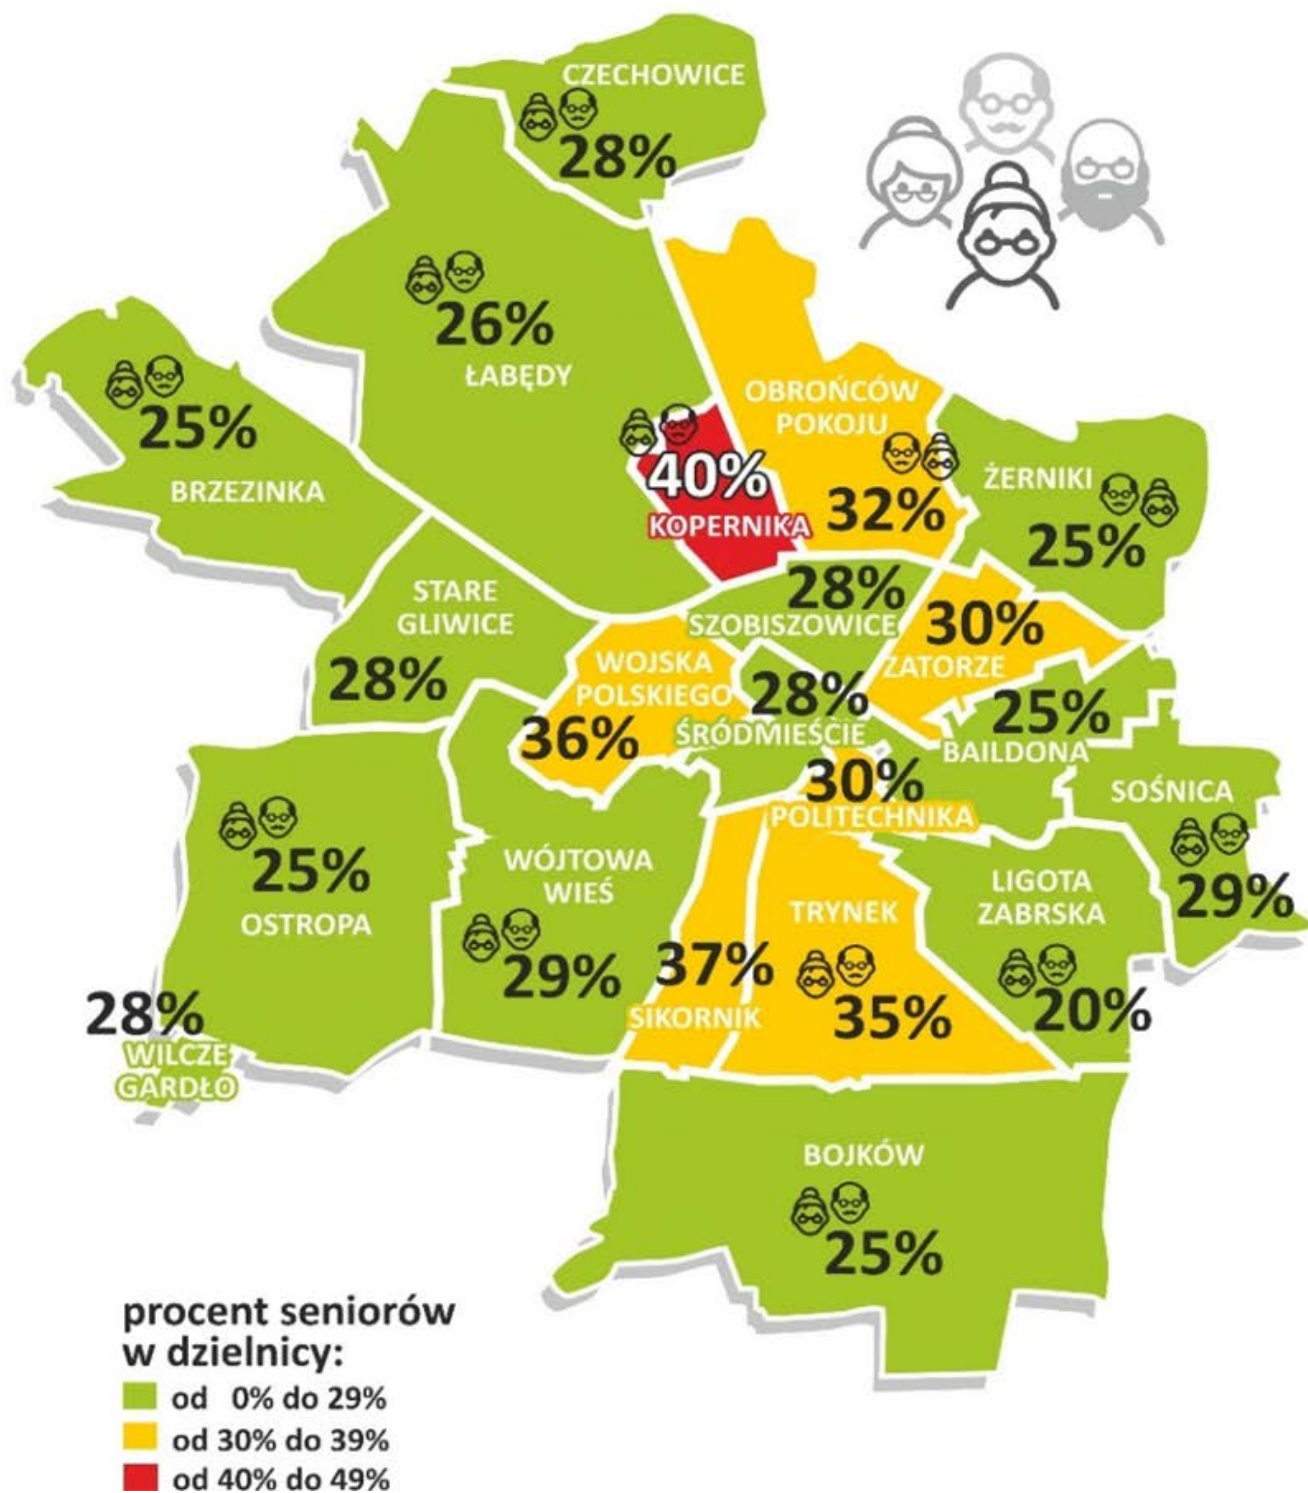 CZECHOWICE
28%
26%
ŁABĘDY
25%
BRZEZINKA
OBROŃCÓW
POKOJU
32%
40%
KOPERNIKA
ŻERNIKI
25%
STARE
GLIWICE
28%
28%
SZOBISZOWICE
30%
ZATORZE
WOJSKA
POLSKIEGO
36%
28%
ŚRÓDMIEŚCIE
25%
BAILDONA
30%
POLITECHNIKA
SOŚNICA
29%
25%
OSTROPA
WÓJTOWA
WIEŚ
29%
37%
SIKORNIK
TRYNEK
35%
LIGOTA
ZABRSKA
20%
28%
WILCZE
GARDŁO
BOJKÓW
25%
procent seniorów
w dzielnicy:
od 0% do 29%
od 30% do 39%
od 40% do 49%